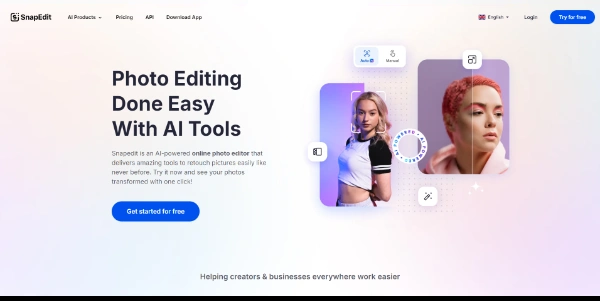 SnapEdit
AI Products
Pricing
API
Download App
English
Login
Try for free
Photo Editing
Done Easy
With AI Tools
Snapedit is an AI-powered online photo editor that
delivers amazing tools to retouch pictures easily like
never before. Try it now and see your photos
transformed with one click!
Get started for free
Auto
Manual
Helping creators & businesses everywhere work easier